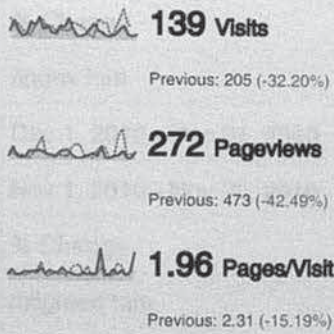 139 Visits
Previous: 205 (-32.20%)
272 Pageviews
Previous: 473 (-42.49%)
1.96 Pages/Visit
Previous: 2.31 (-15.19%)